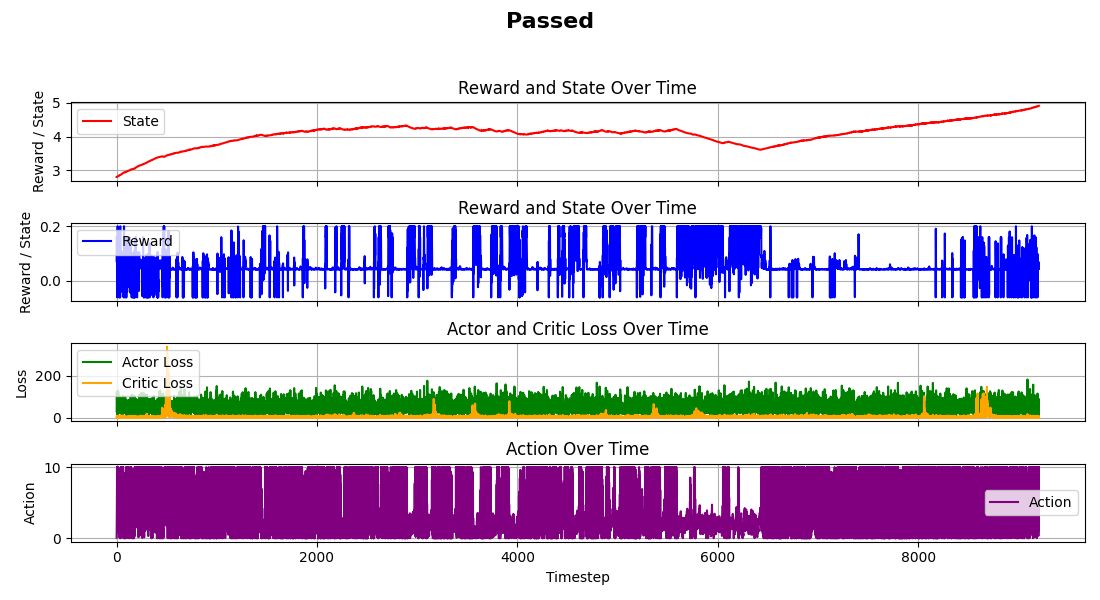 Passed
Reward and State Over Time
Reward / State
5
4
3
State
Reward and State Over Time
Reward / State
0.2
0.0
Reward
Actor and Critic Loss Over Time
Loss
200
0
Actor Loss
Critic Loss
Action Over Time
Action
10
0
Action
0 2000 4000 6000 8000
Timestep